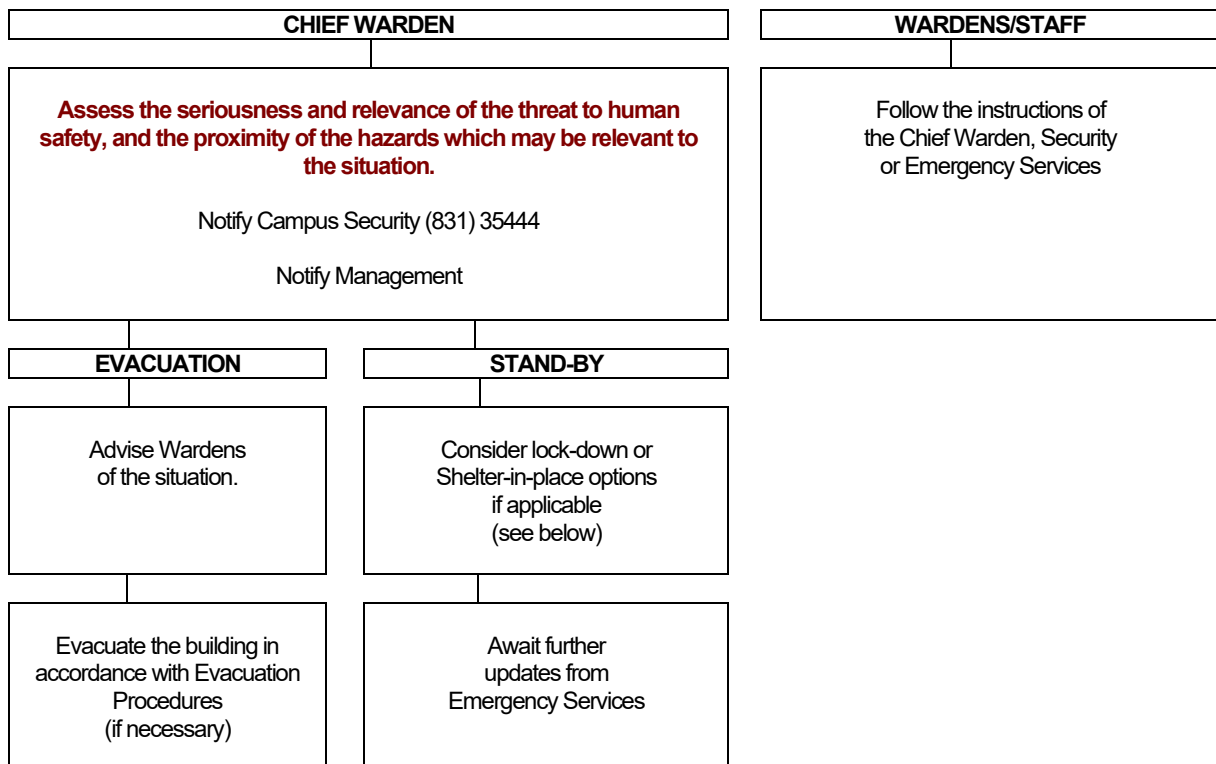 CHIEF WARDEN
Assess the seriousness and relevance of the threat to human
safety, and the proximity of the hazards which may be relevant to
the situation.
Notify Campus Security (831) 35444
Notify Management
WARDENS/STAFF
Follow the instructions of
the Chief Warden, Security
or Emergency Services
EVACUATION
Advise Wardens
of the situation.
Evacuate the building in
accordance with Evacuation
Procedures
(if necessary)
STAND-BY
Consider lock-down or
Shelter-in-place options
if applicable
(see below)
Await further
updates from
Emergency Services